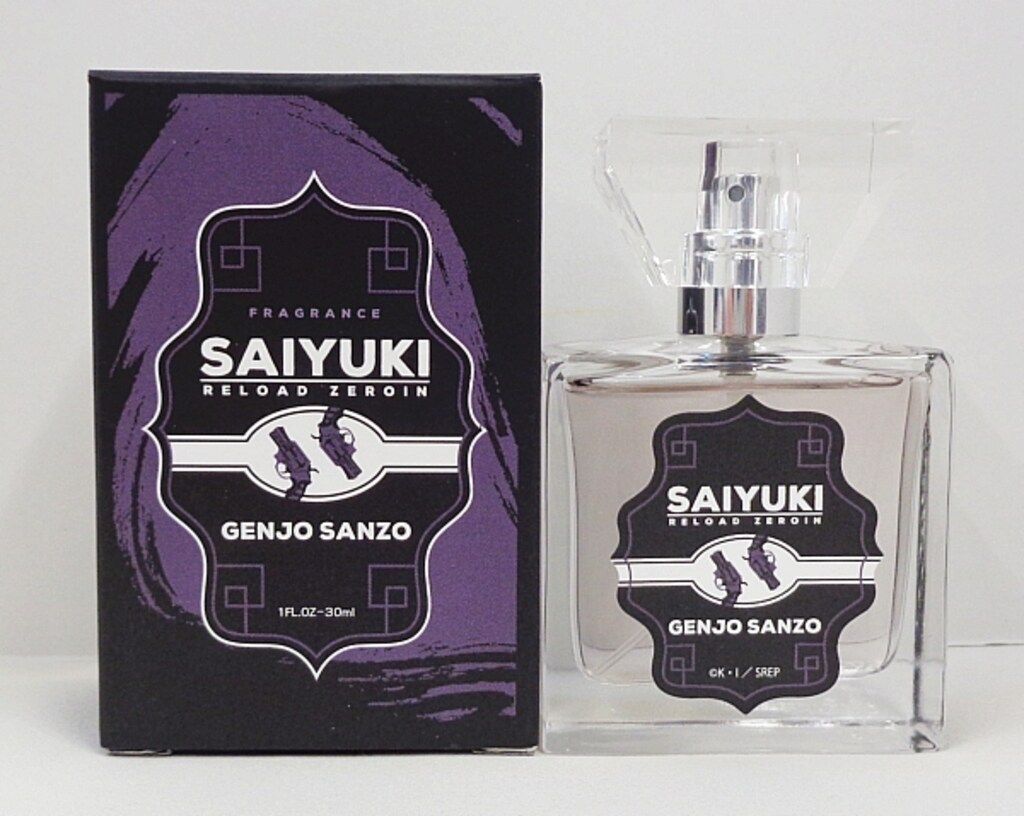 FRAGRANCE
SAIYUKI
RELOAD ZEROIN
GENJO SANZO
1FL.OZ-30ml
SAIYUKI
RELOAD ZEROIN
GENJO SANZO
©K・I／SREP